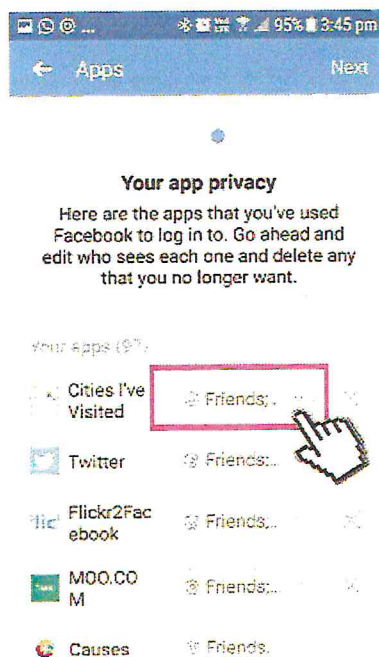 ... 95% 3:45 pm
← Apps Next
Your app privacy
Here are the apps that you've used
Facebook to log in to. Go ahead and
edit who sees each one and delete any
that you no longer want.
Your apps
Cities I've
Visited
Friends;..
Twitter
Friends;..
Flickr2Fac
ebook
Friends;..
MOO.CO
M
Friends;..
Causes
Friends.